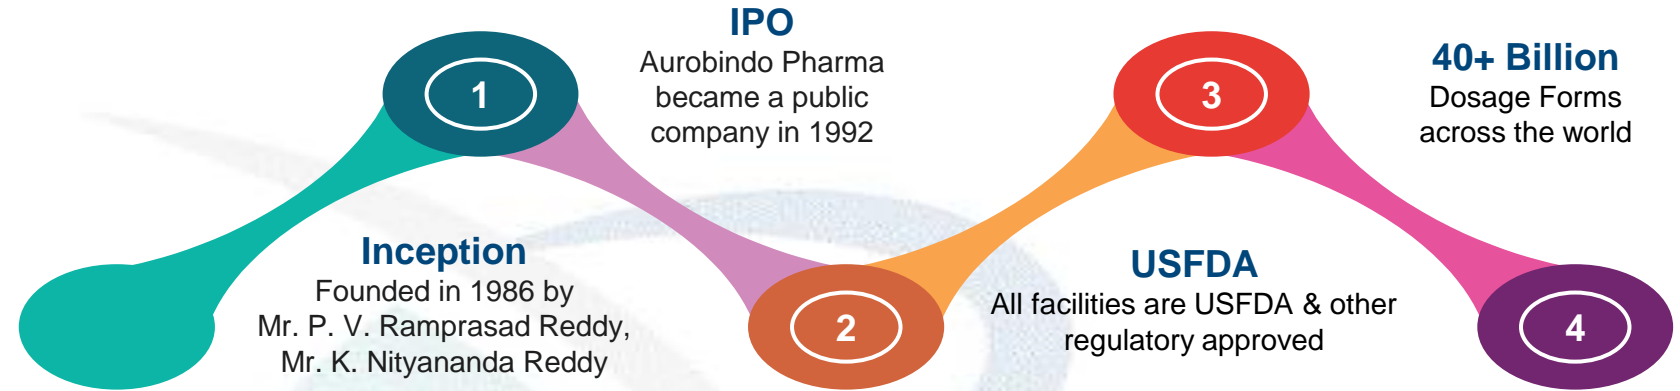 1
Inception
Founded in 1986 by
Mr. P. V. Ramprasad Reddy,
Mr. K. Nityananda Reddy
2
IPO
Aurobindo Pharma
became a public
company in 1992
3
USFDA
All facilities are USFDA & other
regulatory approved
4
40+ Billion
Dosage Forms
across the world